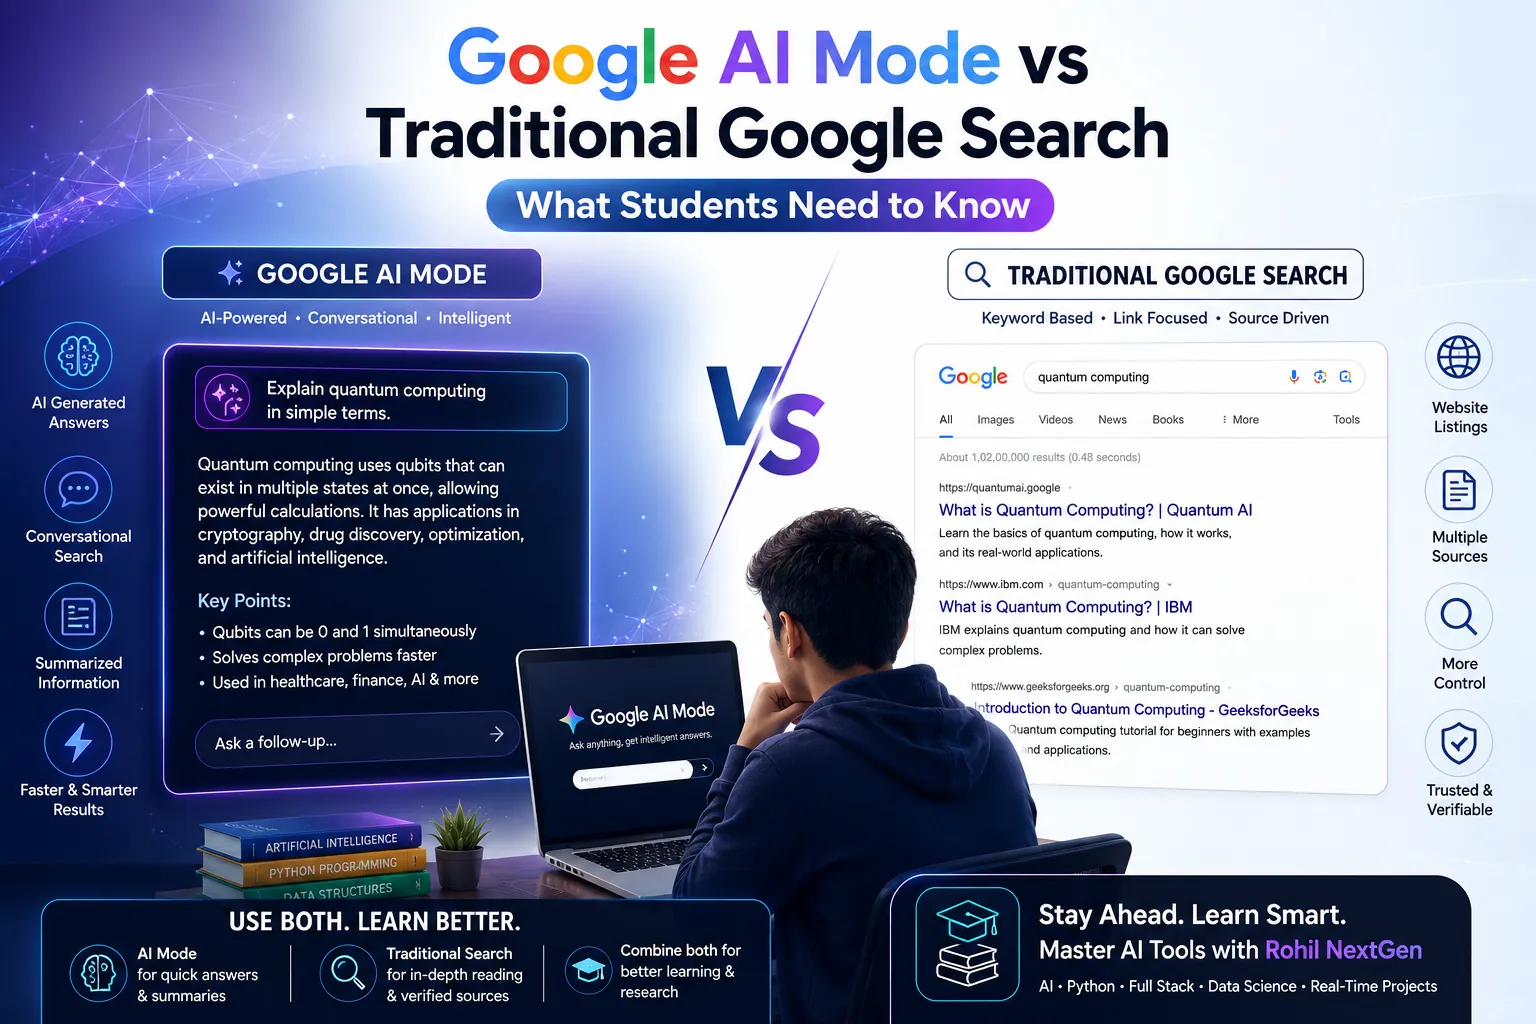 Google AI Mode vs
Traditional Google Search
What Students Need to Know
GOOGLE AI MODE
AI-Powered • Conversational • Intelligent
AI Generated
Answers
Conversational
Search
Summarized
Information
Faster & Smarter
Results
Explain quantum computing
in simple terms.
Quantum computing uses qubits that can
exist in multiple states at once, allowing
powerful calculations. It has applications in
cryptography, drug discovery, optimization,
and artificial intelligence.
Key Points:
• Qubits can be 0 and 1 simultaneously
• Solves complex problems faster
• Used in healthcare, finance, AI & more
Ask a follow-up...
VS
Google AI Mode
Ask anything, get intelligent answers.
TRADITIONAL GOOGLE SEARCH
Keyword Based • Link Focused • Source Driven
Google
quantum computing
All Images Videos News Books More Tools
About 1,02,00,000 results (0.48 seconds)
https://quantumai.google
What is Quantum Computing? | Quantum AI
Learn the basics of quantum computing, how it works,
and its real-world applications.
https://www.ibm.com › quantum-computing
What is Quantum Computing? | IBM
IBM explains quantum computing and how it can solve
complex problems.
https://www.geeksforgeeks.org › quantum-computing
Introduction to Quantum Computing - GeeksforGeeks
Quantum computing tutorial for beginners with examples
and applications.
Website
Listings
Multiple
Sources
More
Control
Trusted &
Verifiable
ARTIFICIAL INTELLIGENCE
PYTHON PROGRAMMING
DATA STRUCTURES
USE BOTH. LEARN BETTER.
AI Mode
for quick answers
& summaries
Traditional Search
for in-depth reading
& verified sources
Combine both for
better learning &
research
Stay Ahead. Learn Smart.
Master AI Tools with Rohil NextGen
AI • Python • Full Stack • Data Science • Real-Time Projects